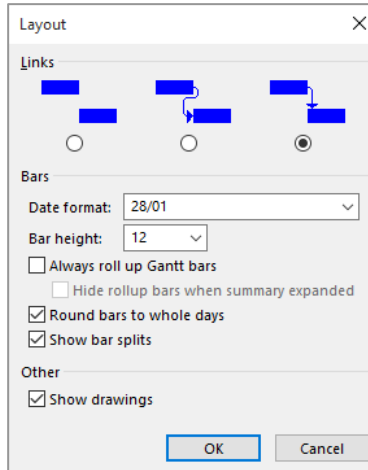 Layout
Links
Bars
Date format: 28/01
Bar height: 12
Always roll up Gantt bars
Hide rollup bars when summary expanded
Round bars to whole days
Show bar splits
Other
Show drawings
OK Cancel